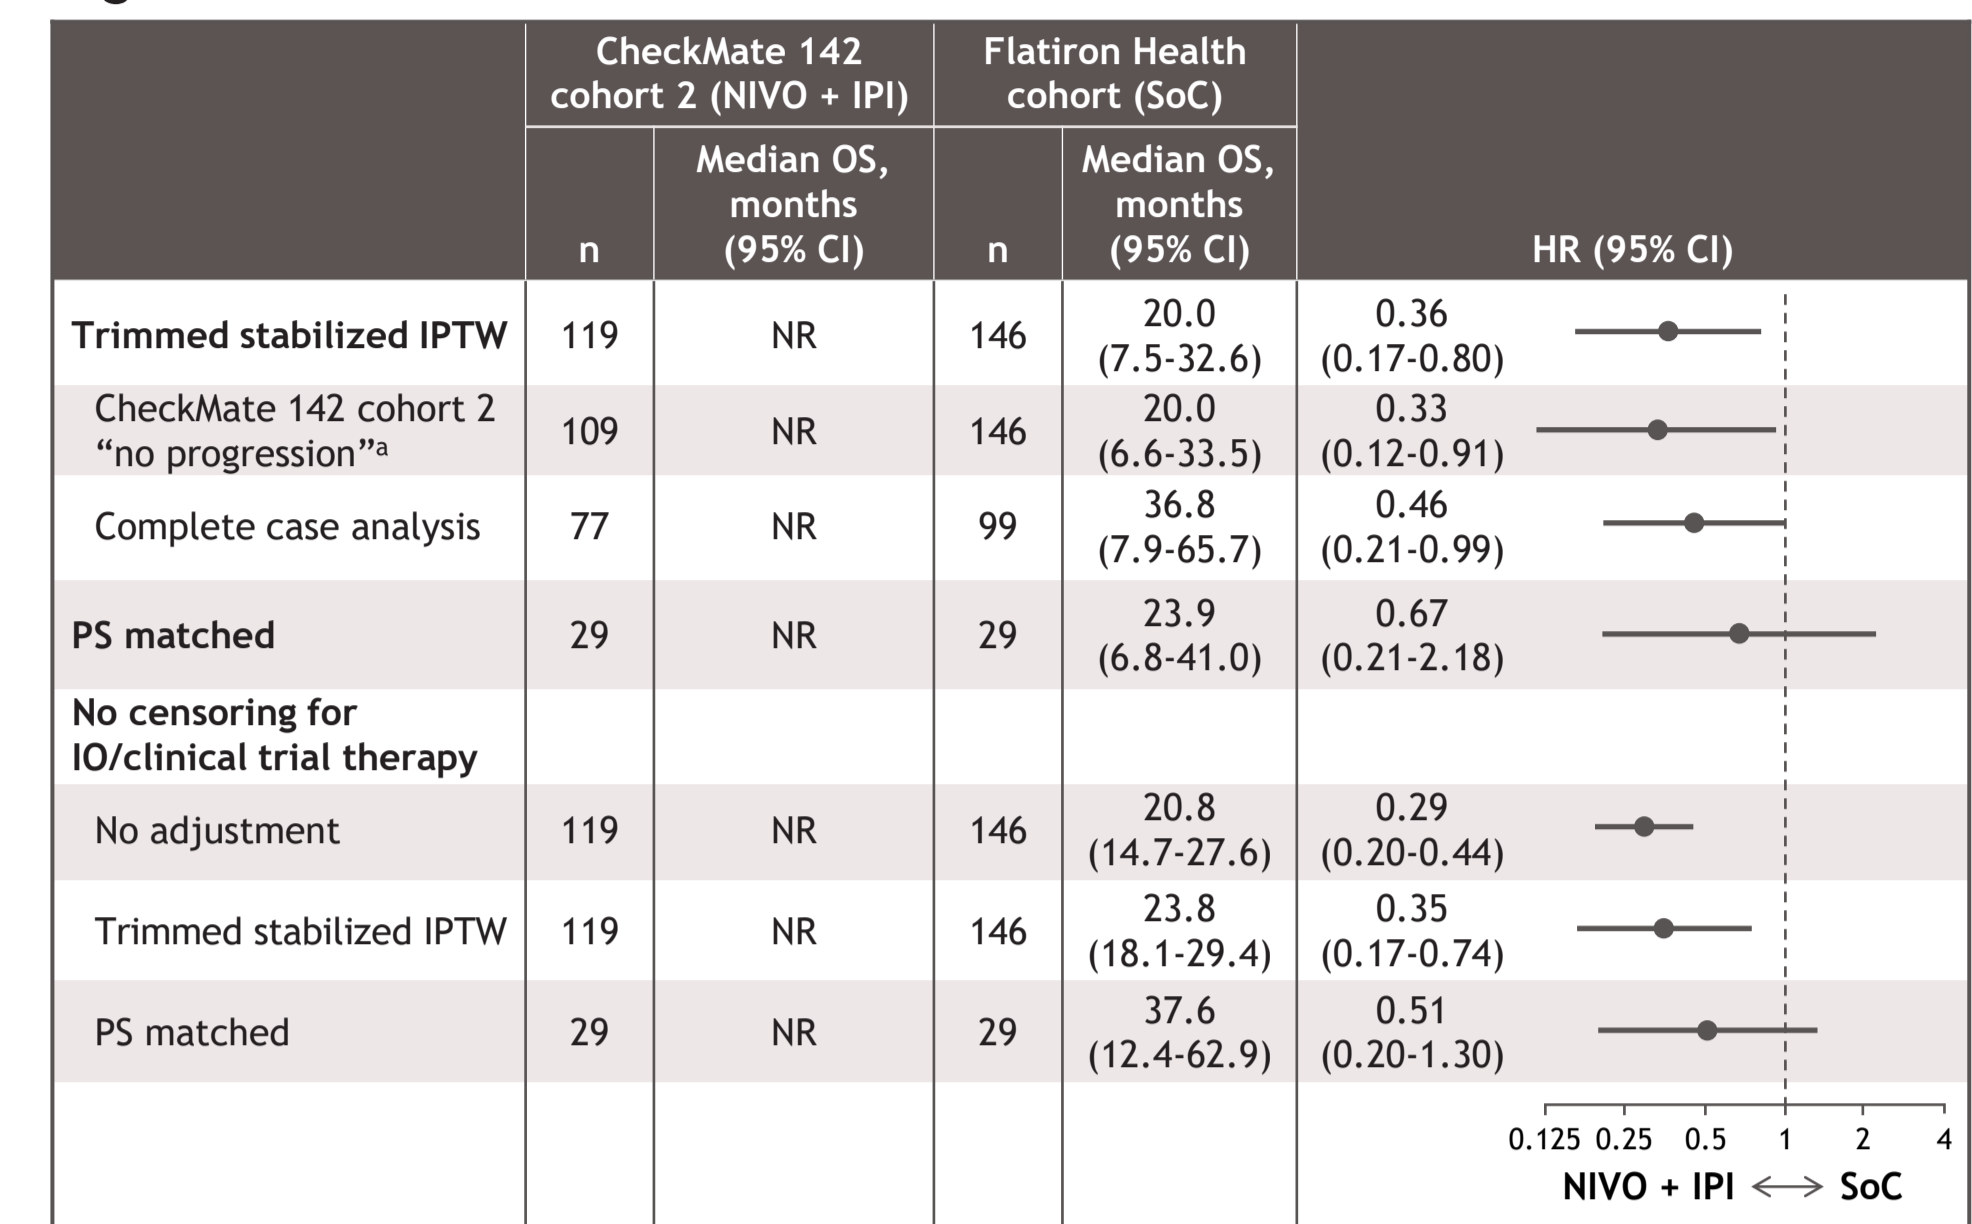 CheckMate 142
cohort 2 (NIVO + IPI)
Flatiron Health
cohort (SoC)
n
Median OS,
months
(95% CI)
n
Median OS,
months
(95% CI)
HR (95% CI)
Trimmed stabilized IPTW 119 NR 146 20.0 0.36
(7.5-32.6) (0.17-0.80)
CheckMate 142 cohort 2
“no progression”ᵃ 109 NR 146 20.0 0.33
(6.6-33.5) (0.12-0.91)
Complete case analysis 77 NR 99 36.8 0.46
(7.9-65.7) (0.21-0.99)
PS matched 29 NR 29 23.9 0.67
(6.8-41.0) (0.21-2.18)
No censoring for
IO/clinical trial therapy
No adjustment 119 NR 146 20.8 0.29
(14.7-27.6) (0.20-0.44)
Trimmed stabilized IPTW 119 NR 146 23.8 0.35
(18.1-29.4) (0.17-0.74)
PS matched 29 NR 29 37.6 0.51
(12.4-62.9) (0.20-1.30)
0.125 0.25 0.5 1 2 4
NIVO + IPI ⟷ SoC